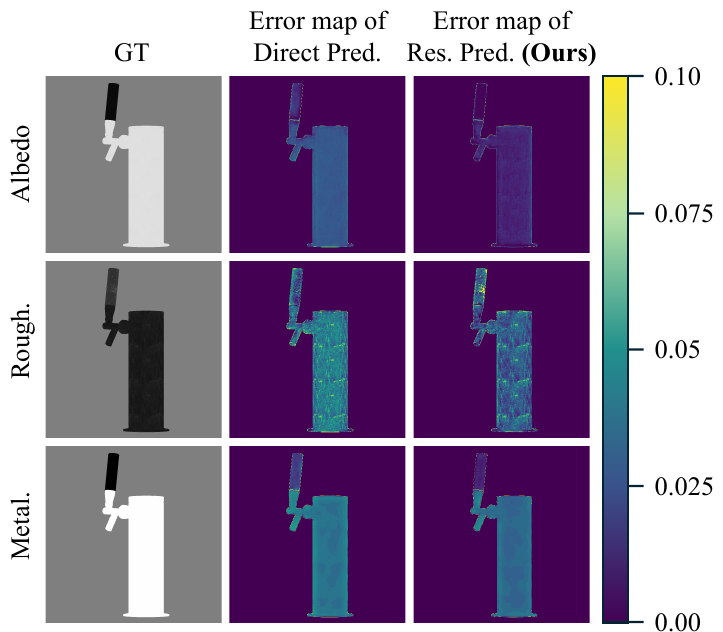 GT
Error map of
Direct Pred.
Error map of
Res. Pred. (Ours)
Albedo
Rough.
Metal.
0.10
0.075
0.05
0.025
0.00